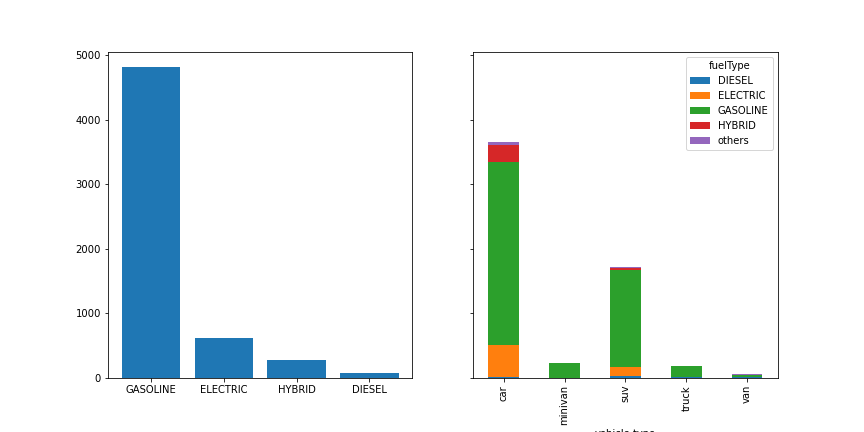 5000
4000
3000
2000
1000
0
GASOLINE
ELECTRIC
HYBRID
DIESEL
fuelType
DIESEL
ELECTRIC
GASOLINE
HYBRID
others
car
minivan
suv
truck
van